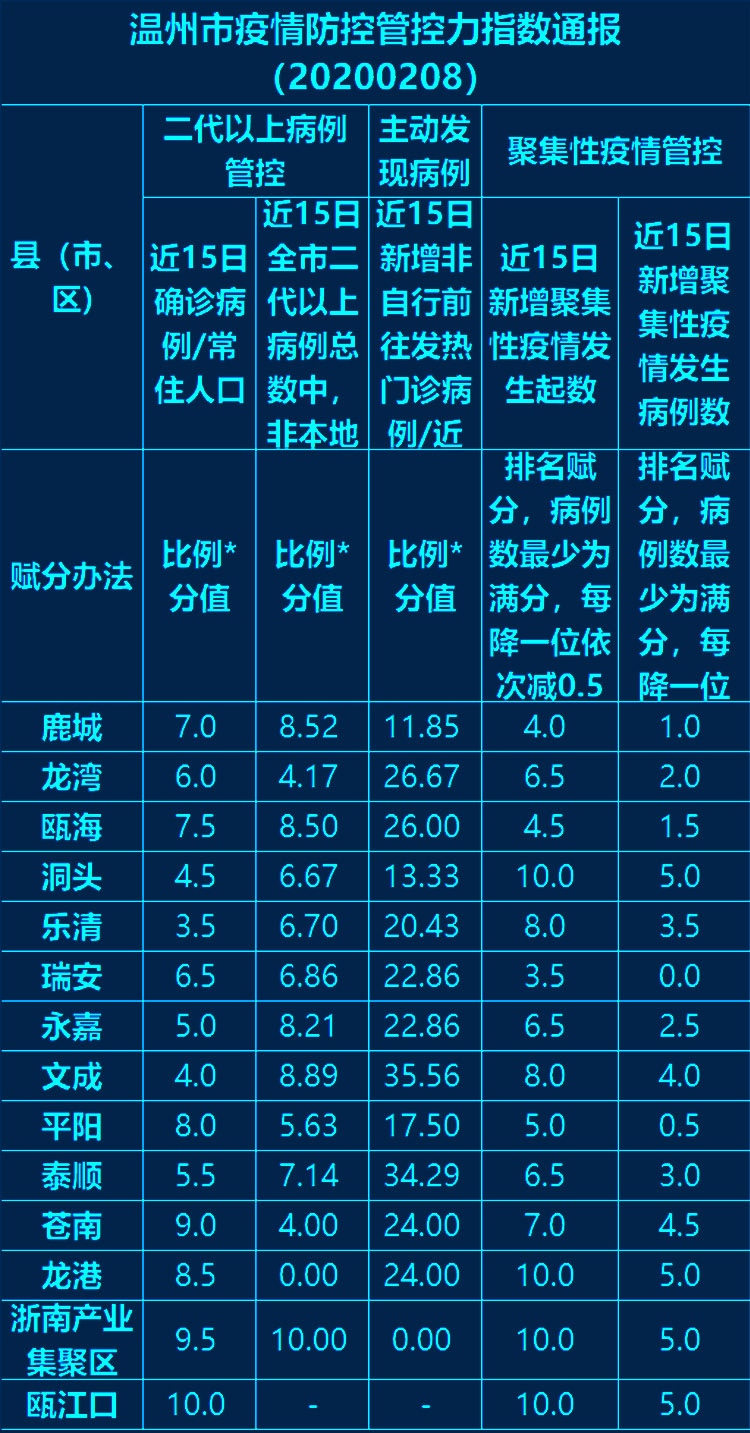 温州市疫情防控管控力指数通报
（20200208）
县（市、
区）
二代以上病例
管控
主动发
现病例
聚集性疫情管控
近15日
确诊病
例/常
住人口
近15日
全市二
代以上
病例总
数中，
非本地
近15日
新增非
自行前
往发热
门诊病
例/近
近15日
新增聚集
性疫情发
生起数
近15日
新增聚
集性疫
情发生
病例数
赋分办法
比例*
分值
比例*
分值
比例*
分值
排名赋
分，病例
数最少为
满分，每
降一位依
次减0.5
排名赋
分，病
例数最
少为满
分，每
降一位
鹿城 7.0 8.52 11.85 4.0 1.0
龙湾 6.0 4.17 26.67 6.5 2.0
瓯海 7.5 8.50 26.00 4.5 1.5
洞头 4.5 6.67 13.33 10.0 5.0
乐清 3.5 6.70 20.43 8.0 3.5
瑞安 6.5 6.86 22.86 3.5 0.0
永嘉 5.0 8.21 22.86 6.5 2.5
文成 4.0 8.89 35.56 8.0 4.0
平阳 8.0 5.63 17.50 5.0 0.5
泰顺 5.5 7.14 34.29 6.5 3.0
苍南 9.0 4.00 24.00 7.0 4.5
龙港 8.5 0.00 24.00 10.0 5.0
浙南产业
集聚区
9.5 10.00 0.00 10.0 5.0
瓯江口 10.0 - - 10.0 5.0